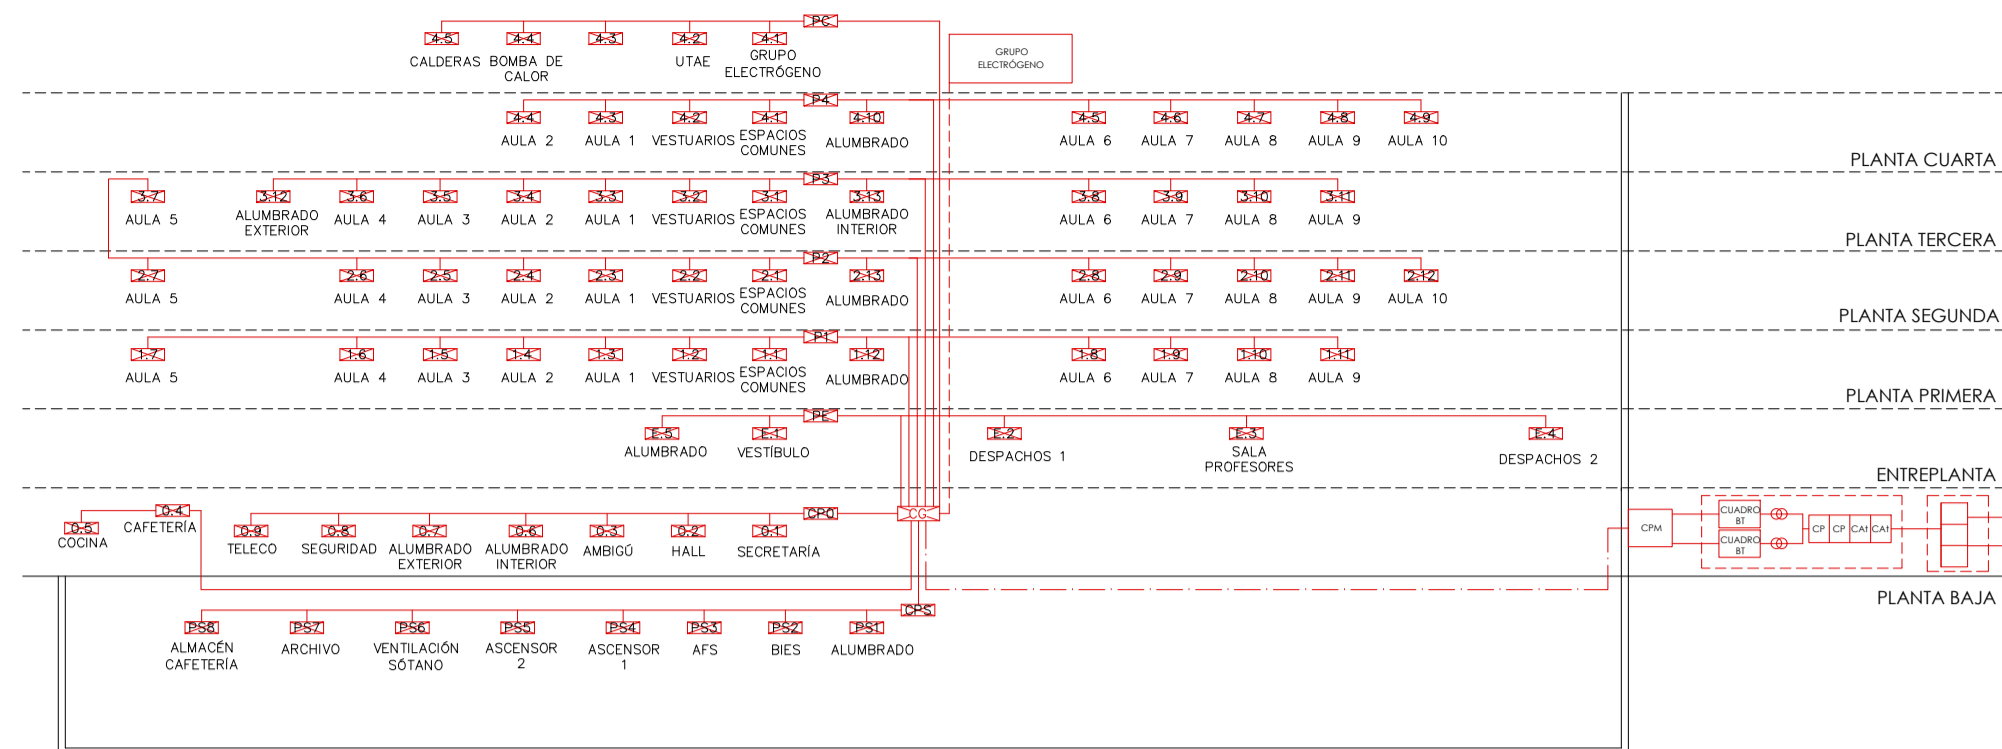 PC
4.5
4.4
4.3
4.2
4.1
CALDERAS
BOMBA DE
CALOR
UTAE
GRUPO
ELECTRÓGENO
GRUPO
ELECTRÓGENO
P4
4.4
4.3
4.2
4.1
4.10
4.5
4.6
4.7
4.8
4.9
AULA 2
AULA 1
VESTUARIOS
ESPACIOS
COMUNES
ALUMBRADO
AULA 6
AULA 7
AULA 8
AULA 9
AULA 10
PLANTA CUARTA
P3
3.7
3.12
3.6
3.5
3.4
3.3
3.2
3.1
3.13
3.8
3.9
3.10
3.11
AULA 5
ALUMBRADO
EXTERIOR
AULA 4
AULA 3
AULA 2
AULA 1
VESTUARIOS
ESPACIOS
COMUNES
ALUMBRADO
INTERIOR
AULA 6
AULA 7
AULA 8
AULA 9
PLANTA TERCERA
P2
2.7
2.6
2.5
2.4
2.3
2.2
2.1
2.13
2.8
2.9
2.10
2.11
2.12
AULA 5
AULA 4
AULA 3
AULA 2
AULA 1
VESTUARIOS
ESPACIOS
COMUNES
ALUMBRADO
AULA 6
AULA 7
AULA 8
AULA 9
AULA 10
PLANTA SEGUNDA
P1
1.7
1.6
1.5
1.4
1.3
1.2
1.1
1.12
1.8
1.9
1.10
1.11
AULA 5
AULA 4
AULA 3
AULA 2
AULA 1
VESTUARIOS
ESPACIOS
COMUNES
ALUMBRADO
AULA 6
AULA 7
AULA 8
AULA 9
PLANTA PRIMERA
PE
E.5
E.1
E.2
E.3
E.4
ALUMBRADO
VESTÍBULO
DESPACHOS 1
SALA
PROFESORES
DESPACHOS 2
ENTREPLANTA
0.4
CAFETERÍA
0.5
COCINA
CP0
CG
0.9
0.8
0.7
0.6
0.3
0.2
0.1
TELECO
SEGURIDAD
ALUMBRADO
EXTERIOR
ALUMBRADO
INTERIOR
AMBIGÚ
HALL
SECRETARÍA
CPM
CUADRO
BT
CUADRO
BT
CP
CP
CAt
CAt
PLANTA BAJA
CPS
PS8
PS7
PS6
PS5
PS4
PS3
PS2
PS1
ALMACÉN
CAFETERÍA
ARCHIVO
VENTILACIÓN
SÓTANO
ASCENSOR
2
ASCENSOR
1
AFS
BIES
ALUMBRADO